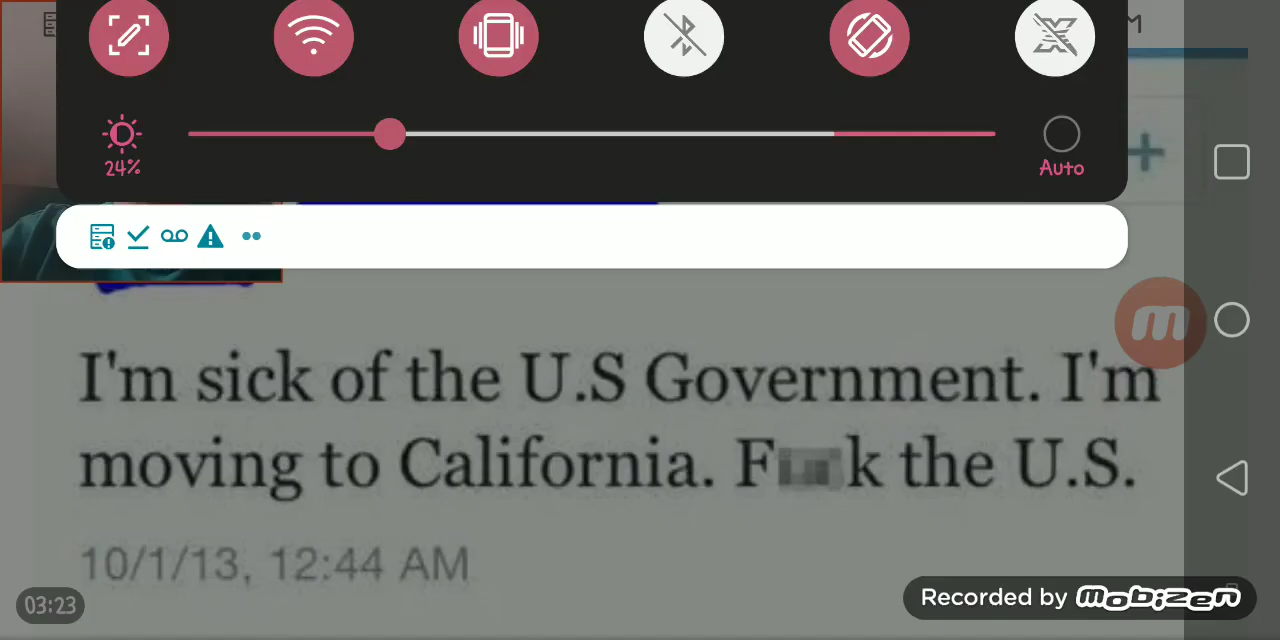 24%
Auto
I'm sick of the U.S Government. I'm
moving to California. F k the U.S.
10/1/13, 12:44 AM
03:23
Recorded by mobizen